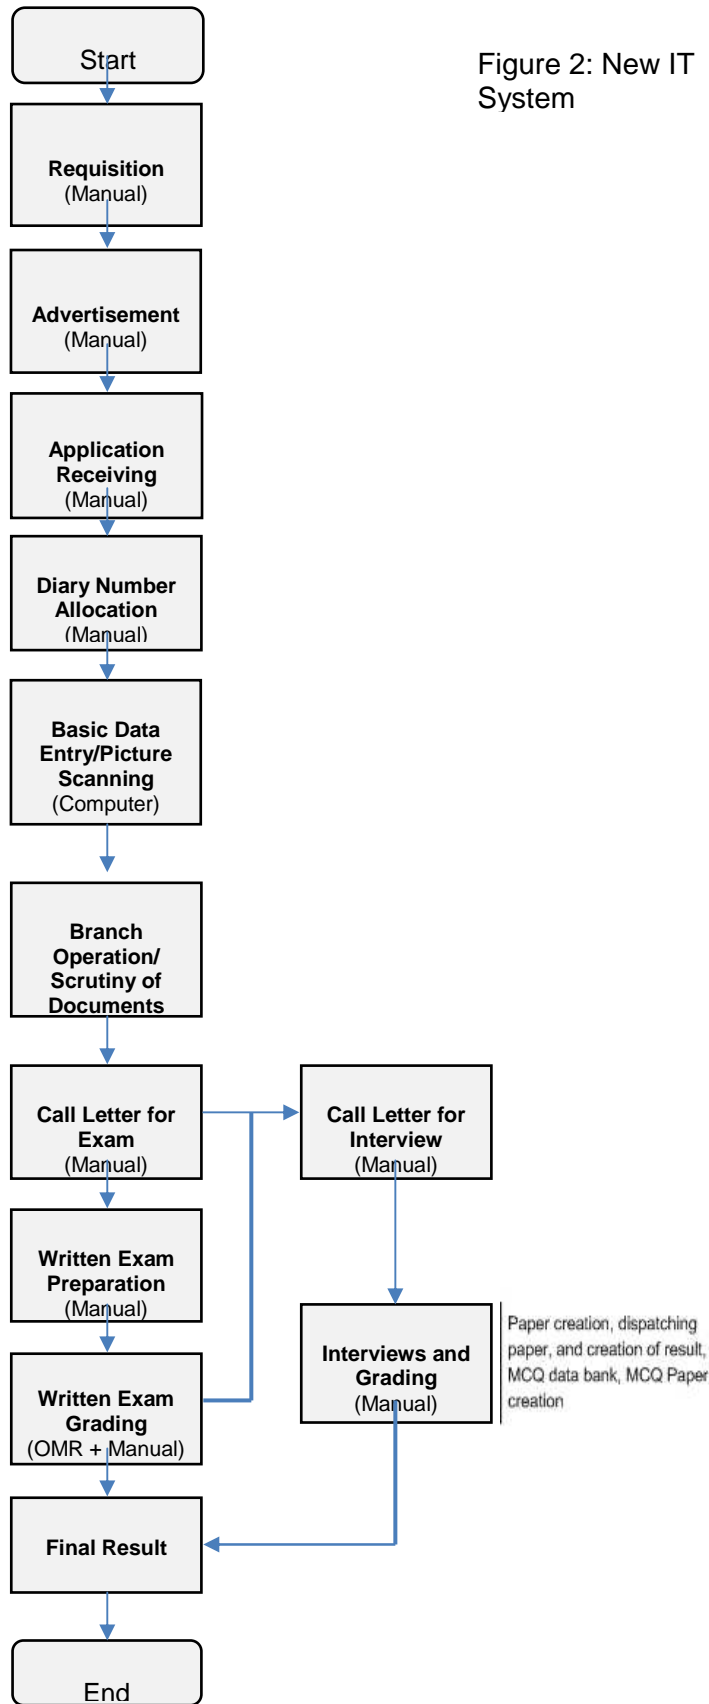 Start
Figure 2: New IT
System
Requisition
(Manual)
Advertisement
(Manual)
Application
Receiving
(Manual)
Diary Number
Allocation
(Manual)
Basic Data
Entry/Picture
Scanning
(Computer)
Branch
Operation/
Scrutiny of
Documents
Call Letter for
Exam
(Manual)
Call Letter for
Interview
(Manual)
Written Exam
Preparation
(Manual)
Interviews and
Grading
(Manual)
Paper creation, dispatching
paper, and creation of result,
MCQ data bank, MCQ Paper
creation
Written Exam
Grading
(OMR + Manual)
Final Result
End